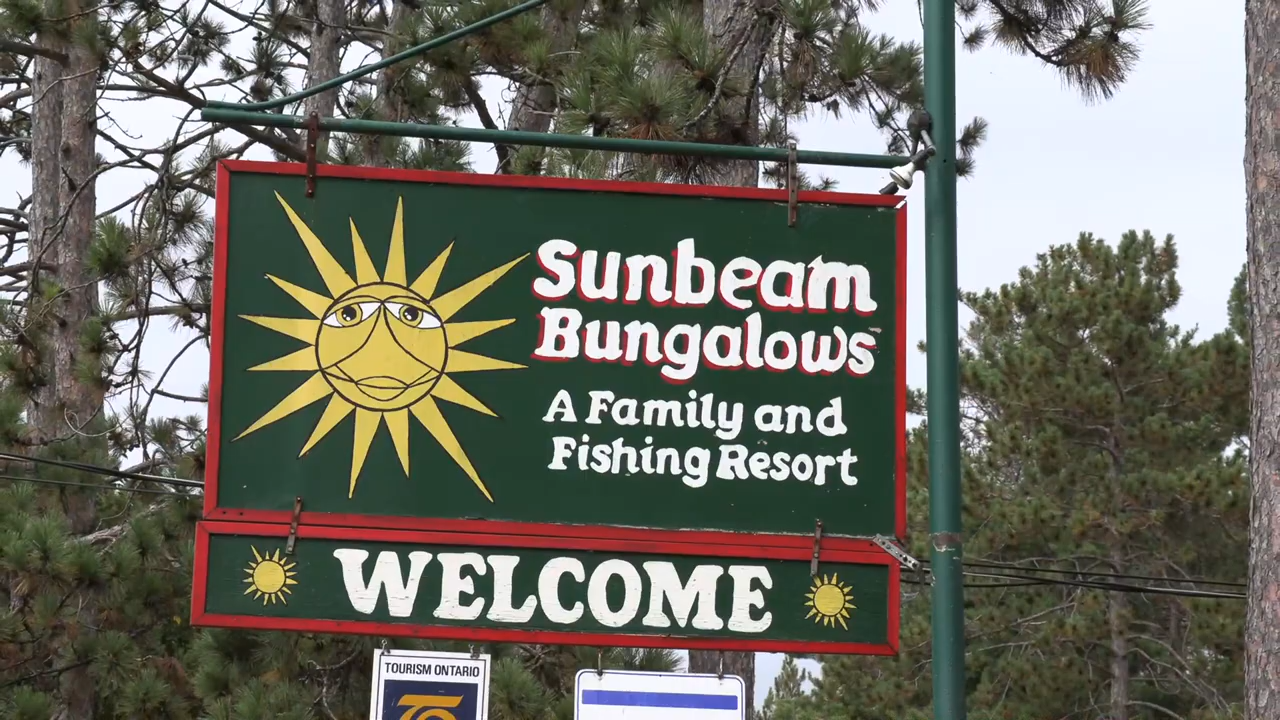 Sunbeam
Bungalows
A Family and
Fishing Resort
WELCOME
TOURISM ONTARIO